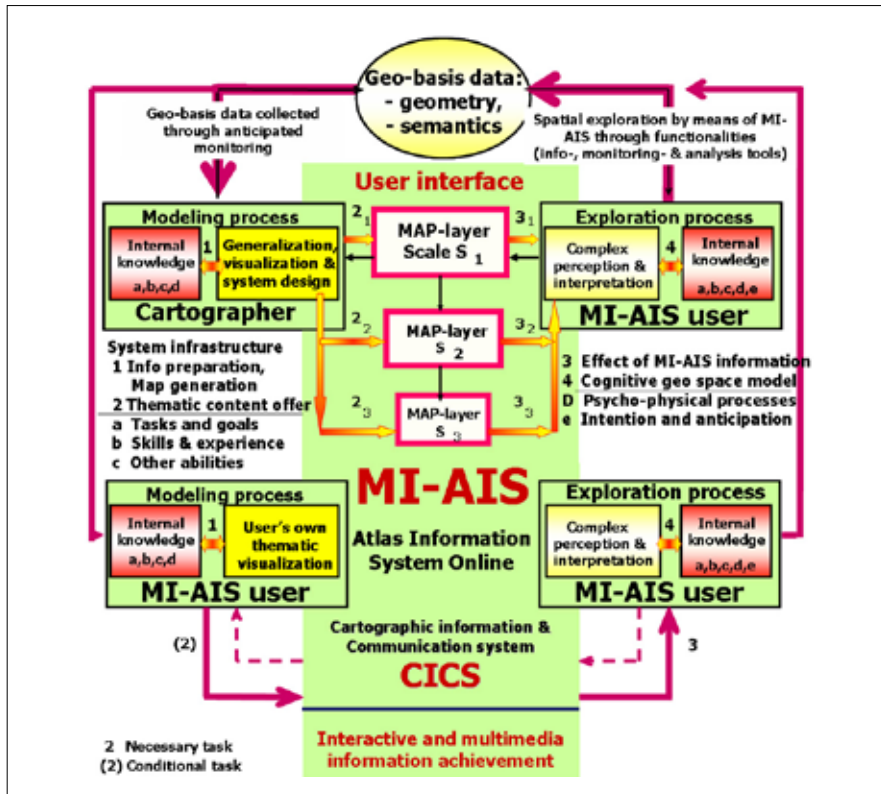 Geo-basis data:
- geometry,
- semantics
Geo-basis data collected
through anticipated
monitoring
Spatial exploration by means of MI-
AIS through functionalities
(info-, monitoring- & analysis tools)
User interface
Modeling process
Internal
knowledge
a,b,c,d
1
Generalization,
visualization &
system design
Cartographer
2 1
MAP-layer
Scale S 1
3 1
Exploration process
Complex
perception &
interpretation
4
Internal
knowledge
a,b,c,d,e
MI-AIS user
2 2
MAP-layer
S 2
3 2
2 3
MAP-layer
S 3
3 3
System infrastructure
1 Info preparation,
Map generation
2 Thematic content offer
a Tasks and goals
b Skills & experience
c Other abilities
3 Effect of MI-AIS information
4 Cognitive geo space model
D Psycho-physical processes
e Intention and anticipation
MI-AIS
Atlas Information
System Online
Modeling process
Internal
knowledge
a,b,c,d
1
User's own
thematic
visualization
MI-AIS user
Exploration process
Complex
perception &
interpretation
4
Internal
knowledge
a,b,c,d,e
MI-AIS user
(2)
3
Cartographic information &
Communication system
CICS
Interactive and multimedia
information achievement
2 Necessary task
(2) Conditional task